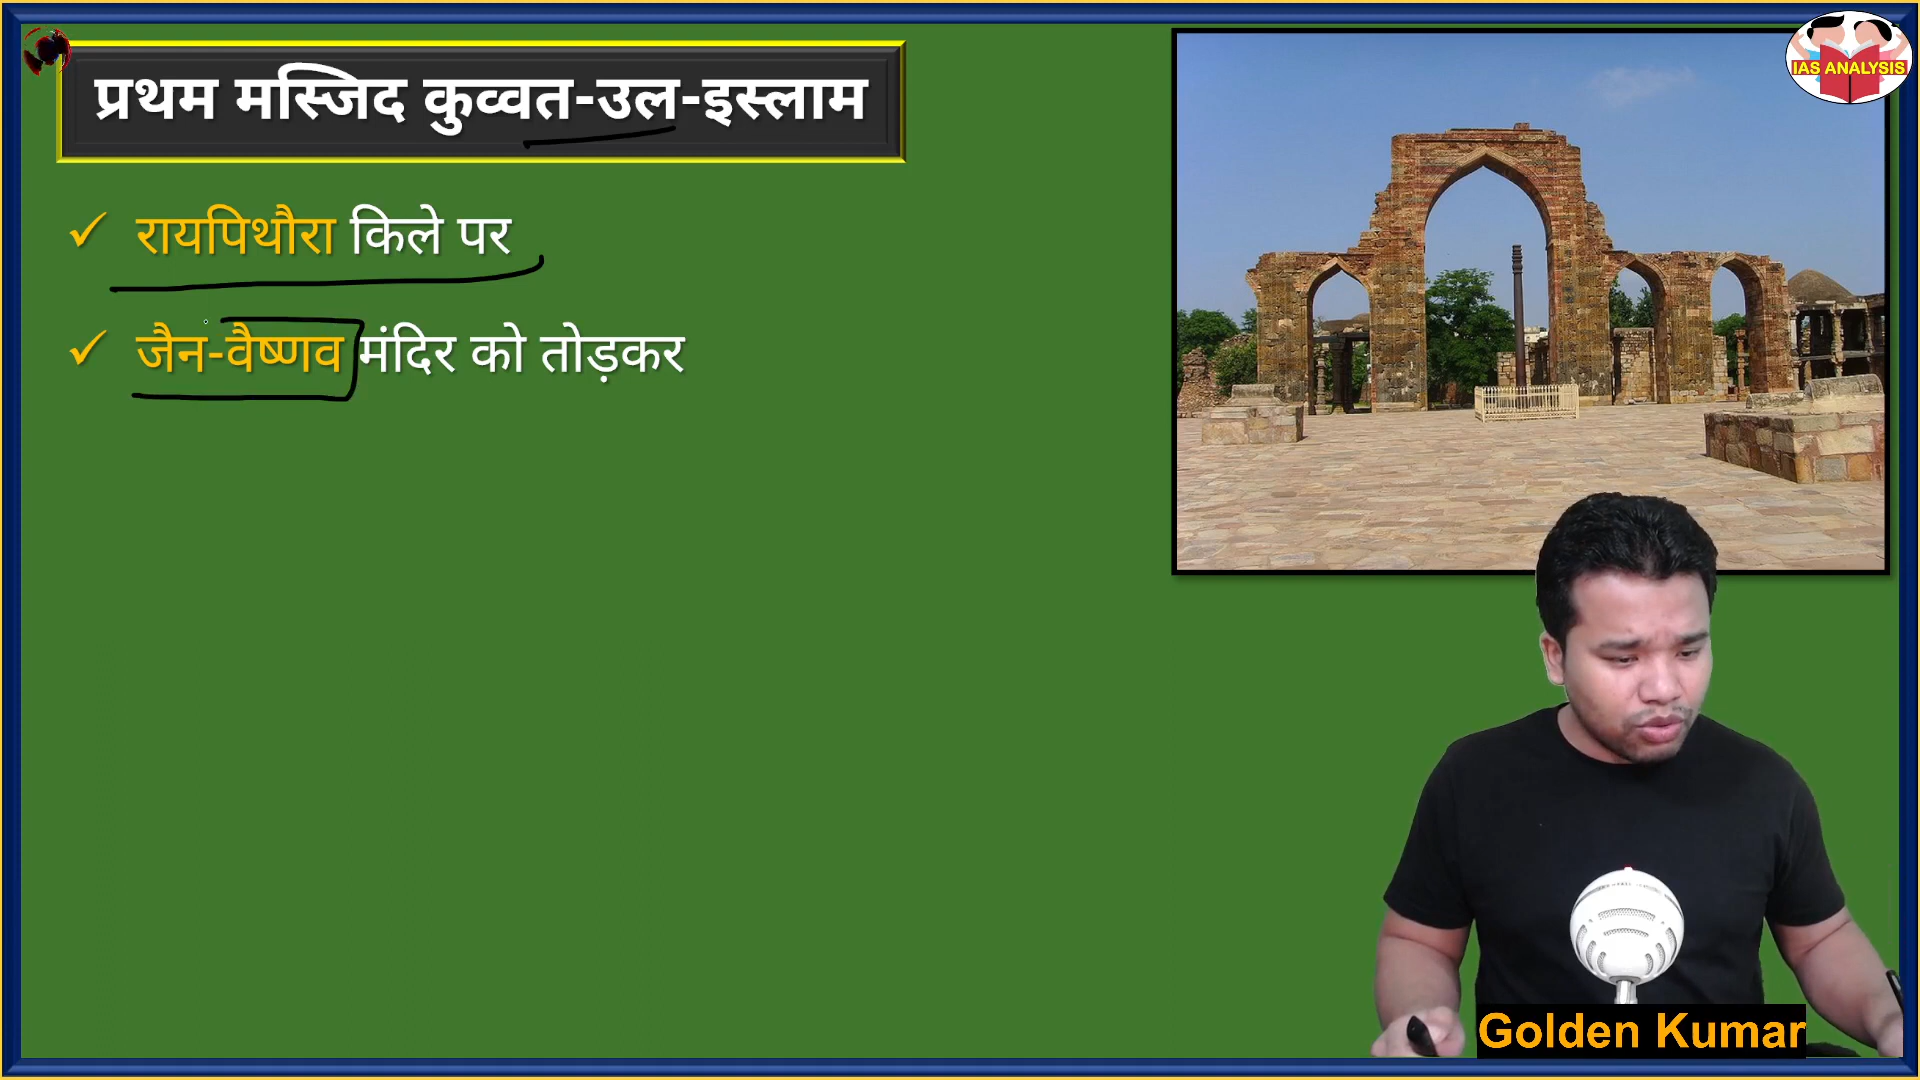 प्रथम मस्जिद कुव्वत-उल-इस्लाम
IAS ANALYSIS
रायपिथौरा किले पर
जैन-वैष्णव मंदिर को तोड़कर
Golden Kumar